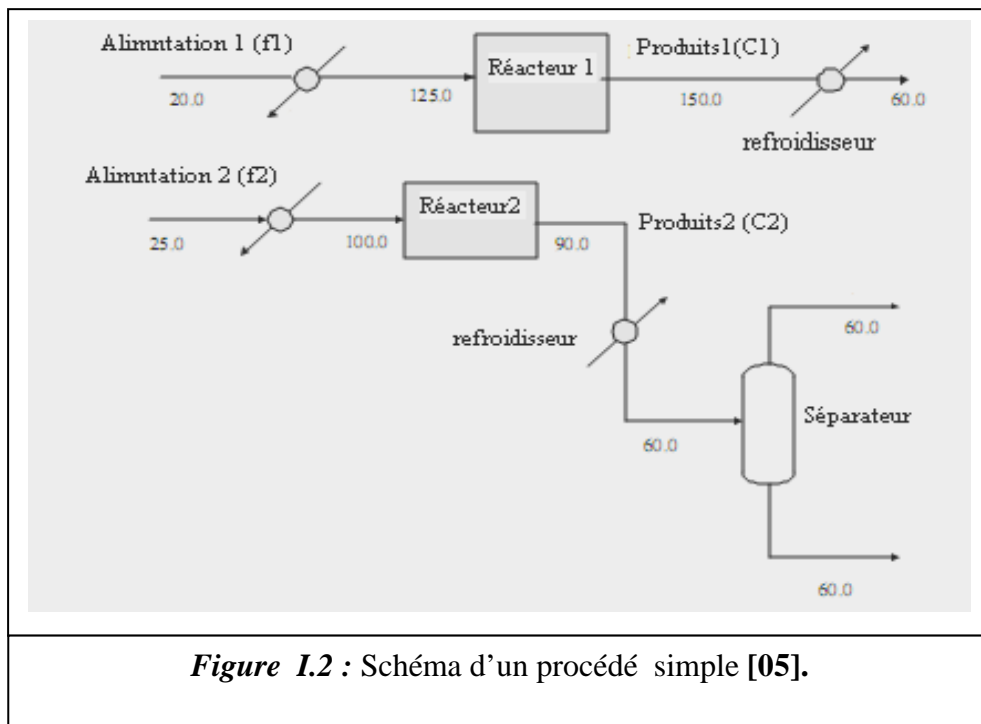 Alimntation 1 (f1)
Produits1(C1)
Réacteur 1
20.0
125.0
150.0
60.0
refroidisseur
Alimntation 2 (f2)
Réacteur2
Produits2 (C2)
25.0
100.0
90.0
60.0
refroidisseur
Séparateur
60.0
60.0
Figure I.2 : Schéma d’un procédé simple [05].